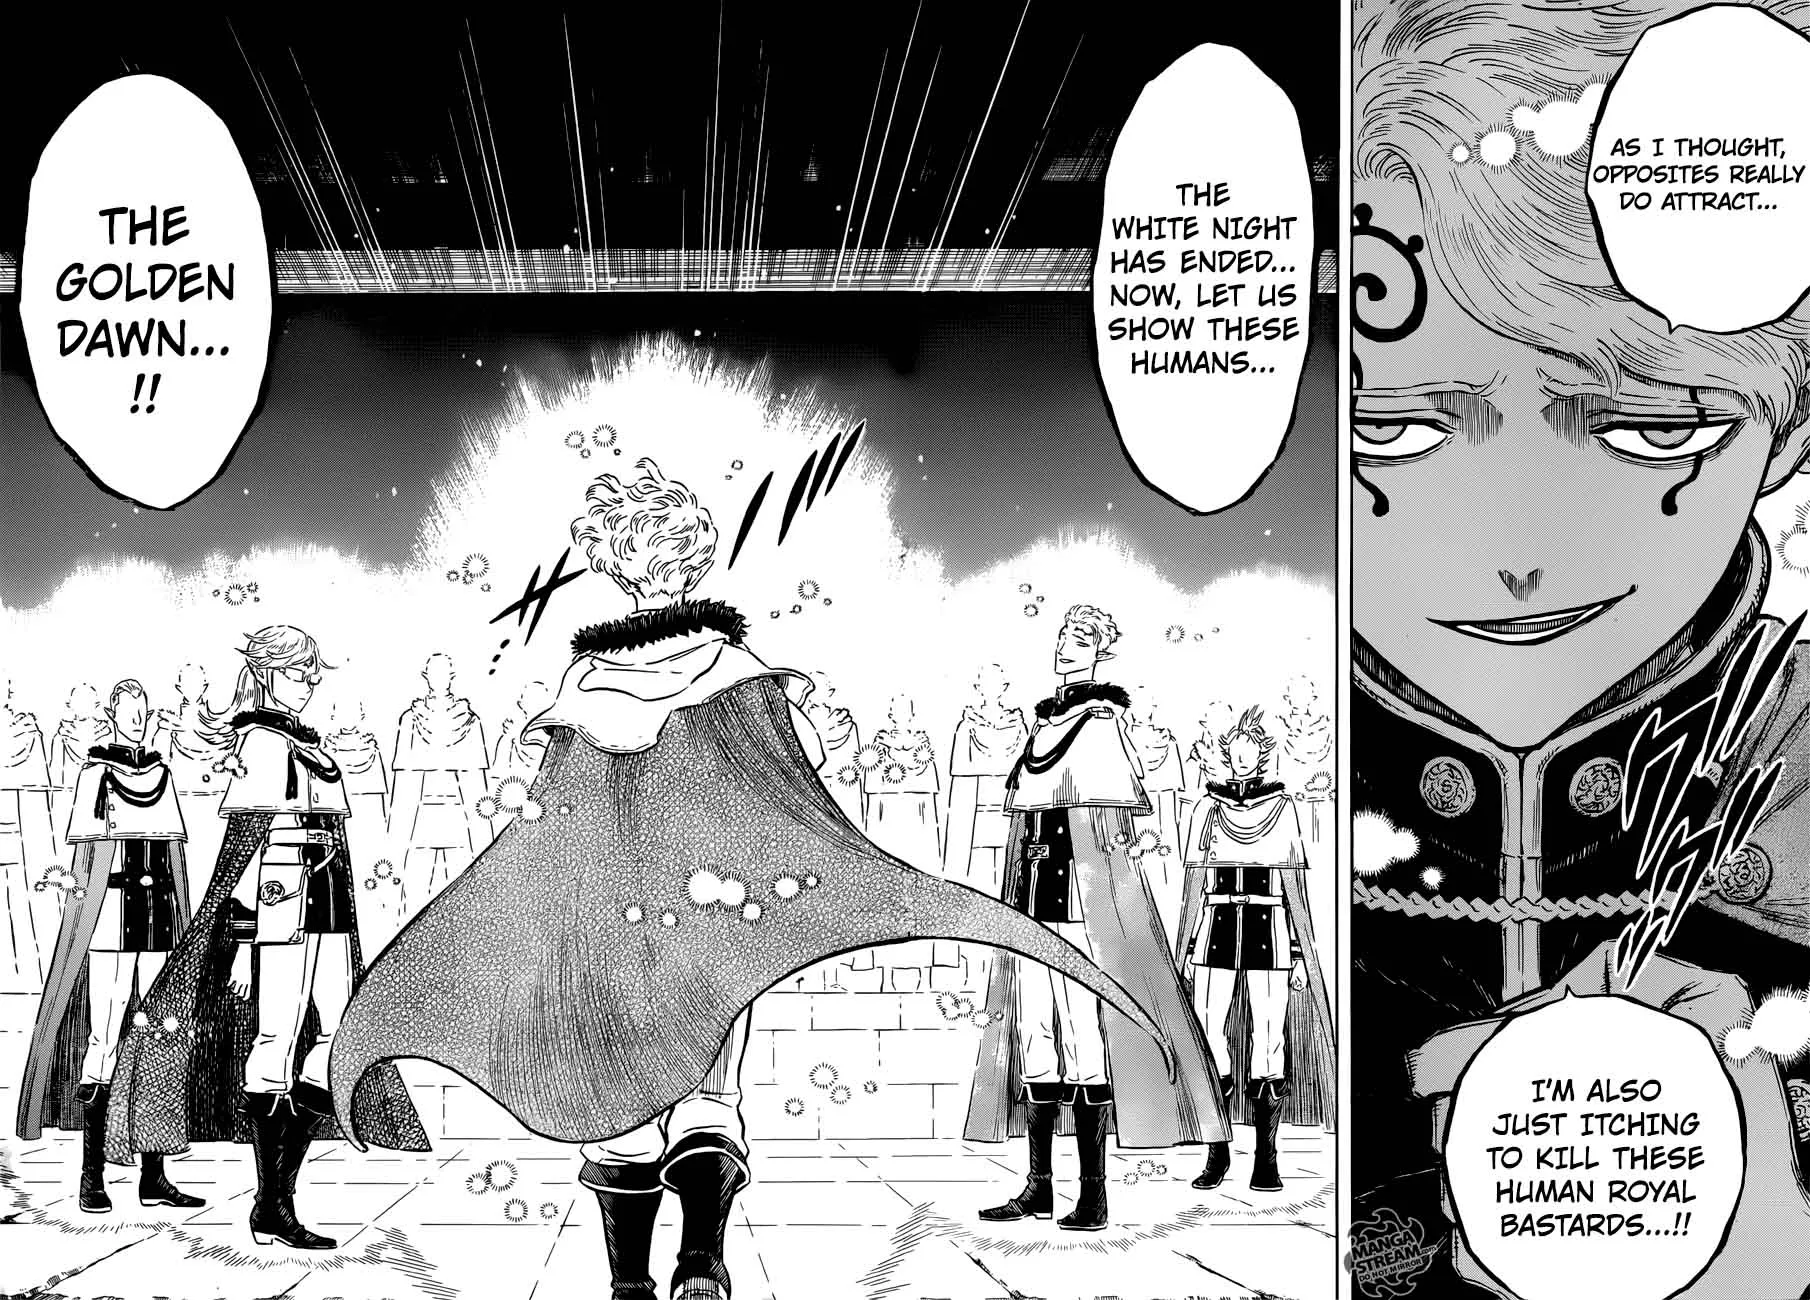 AS I THOUGHT,
OPPOSITES REALLY
DO ATTRACT...
I'M ALSO
JUST ITCHING
TO KILL THESE
HUMAN ROYAL
BASTARDS...!!
THE
WHITE NIGHT
HAS ENDED...
NOW, LET US
SHOW THESE
HUMANS...
THE
GOLDEN
DAWN...
!!
MANGA
STREAM.com
DO NOT MIRROR